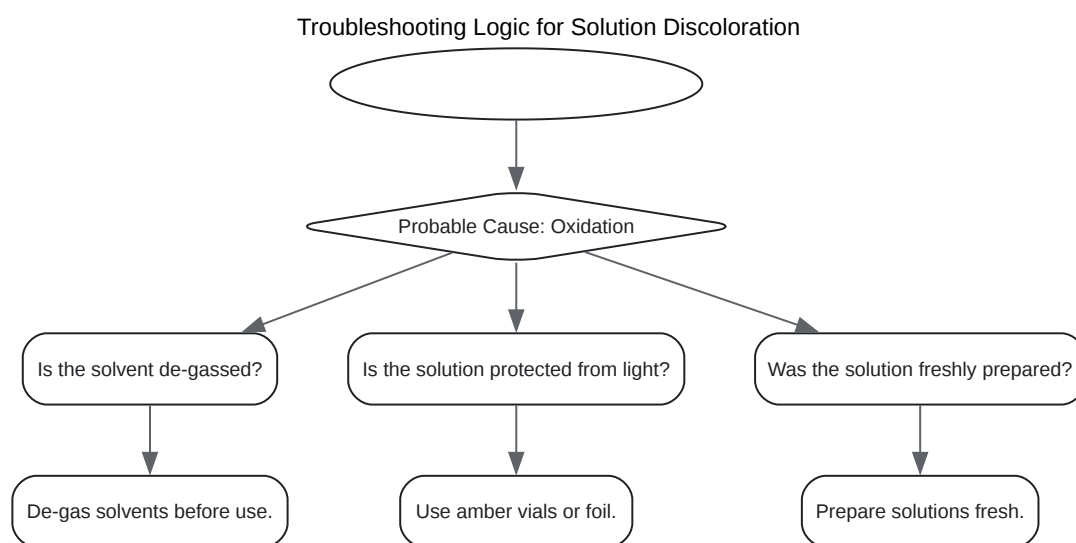 Troubleshooting Logic for Solution Discoloration
Probable Cause: Oxidation
Is the solvent de-gassed?
Is the solution protected from light?
Was the solution freshly prepared?
De-gas solvents before use.
Use amber vials or foil.
Prepare solutions fresh.